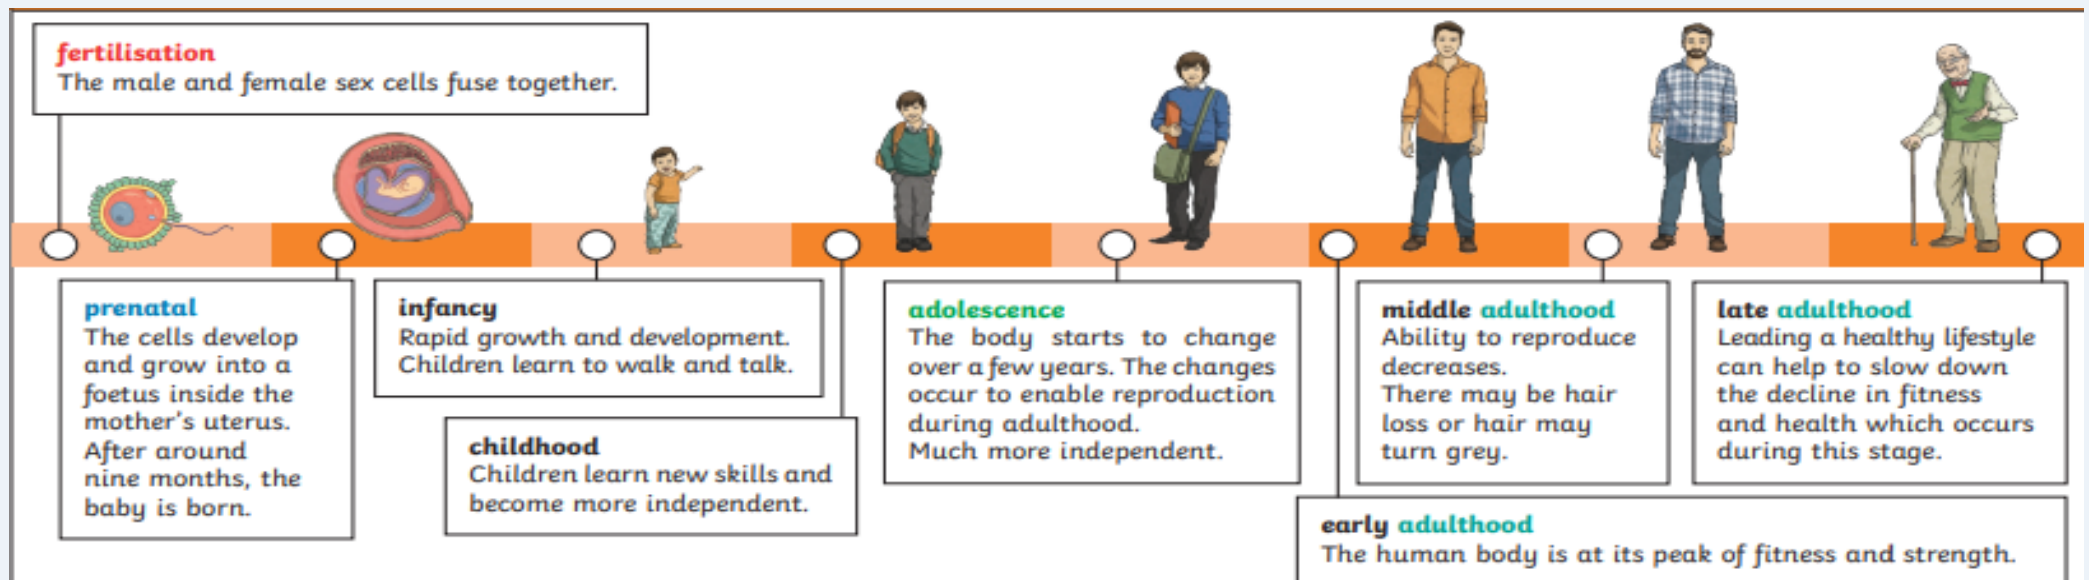 fertilisation
The male and female sex cells fuse together.
prenatal
The cells develop
and grow into a
foetus inside the
mother's uterus.
After around
nine months, the
baby is born.
infancy
Rapid growth and development.
Children learn to walk and talk.
childhood
Children learn new skills and
become more independent.
adolescence
The body starts to change
over a few years. The changes
occur to enable reproduction
during adulthood.
Much more independent.
early adulthood
The human body is at its peak of fitness and strength.
middle adulthood
Ability to reproduce
decreases.
There may be hair
loss or hair may
turn grey.
late adulthood
Leading a healthy lifestyle
can help to slow down
the decline in fitness
and health which occurs
during this stage.